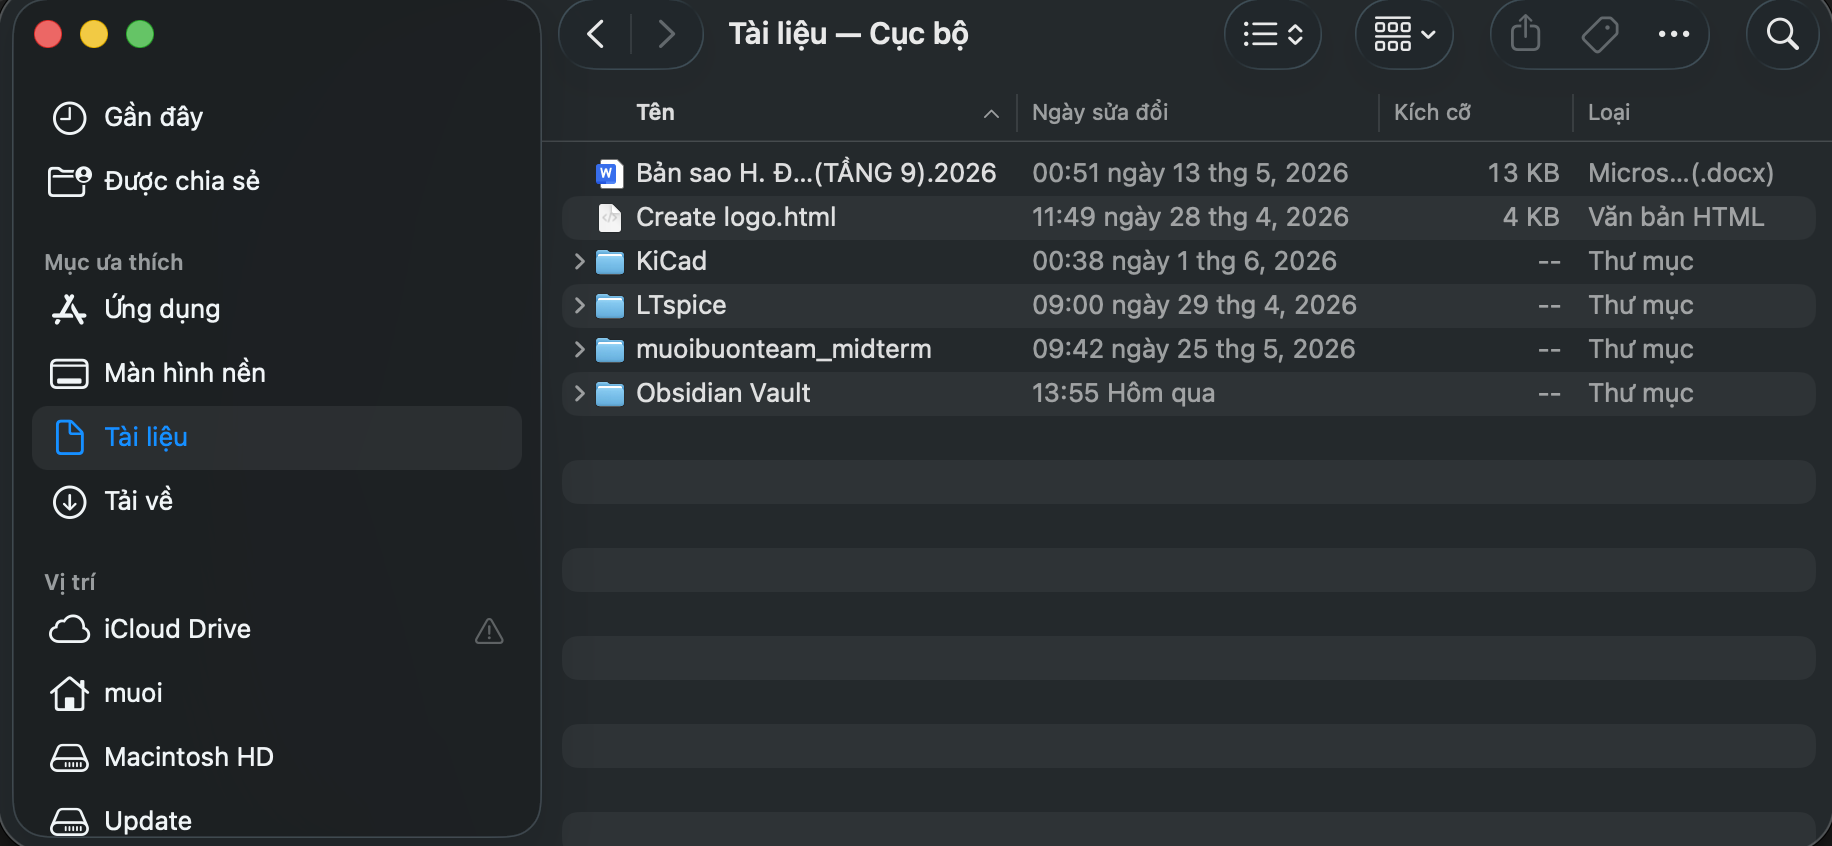 Tài liệu — Cục bộ
Gần đây
Được chia sẻ
Mục ưa thích
Ứng dụng
Màn hình nền
Tài liệu
Tải về
Vị trí
iCloud Drive
muoi
Macintosh HD
Update
Tên Ngày sửa đổi Kích cỡ Loại
Bản sao H. Đ...(TẦNG 9).2026 00:51 ngày 13 thg 5, 2026 13 KB Micros...(.docx)
Create logo.html 11:49 ngày 28 thg 4, 2026 4 KB Văn bản HTML
KiCad 00:38 ngày 1 thg 6, 2026 -- Thư mục
LTspice 09:00 ngày 29 thg 4, 2026 -- Thư mục
muoibuonteam_midterm 09:42 ngày 25 thg 5, 2026 -- Thư mục
Obsidian Vault 13:55 Hôm qua -- Thư mục